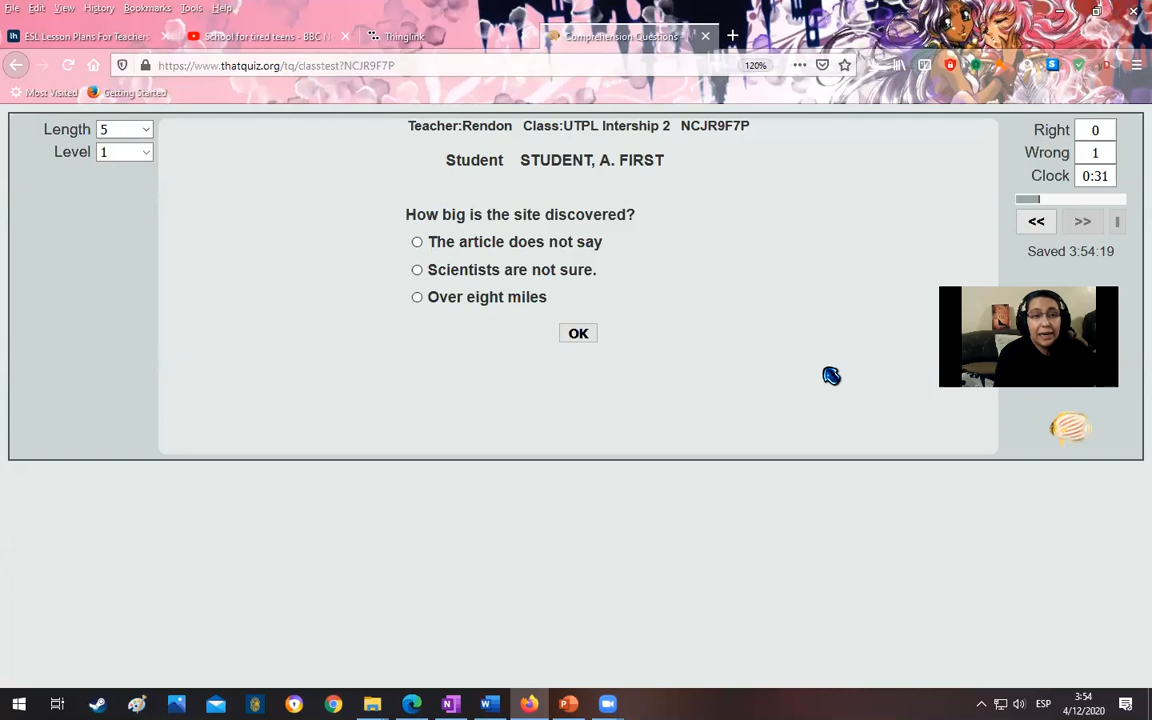 File Edit View History Bookmarks Tools Help
ESL Lesson Plans For Teachers
School for tired teens - BBC
Thinglink
Comprehension Questions -
https://www.thatquiz.org/tq/classtest?NCJR9F7P
120%
Most Visited Getting Started
Length 5
Level 1
Teacher:Rendon Class:UTPL Intership 2 NCJR9F7P
Student STUDENT, A. FIRST
How big is the site discovered?
The article does not say
Scientists are not sure.
Over eight miles
OK
Right 0
Wrong 1
Clock 0:31
<< >>
Saved 3:54:19
ESP
3:54
4/12/2020